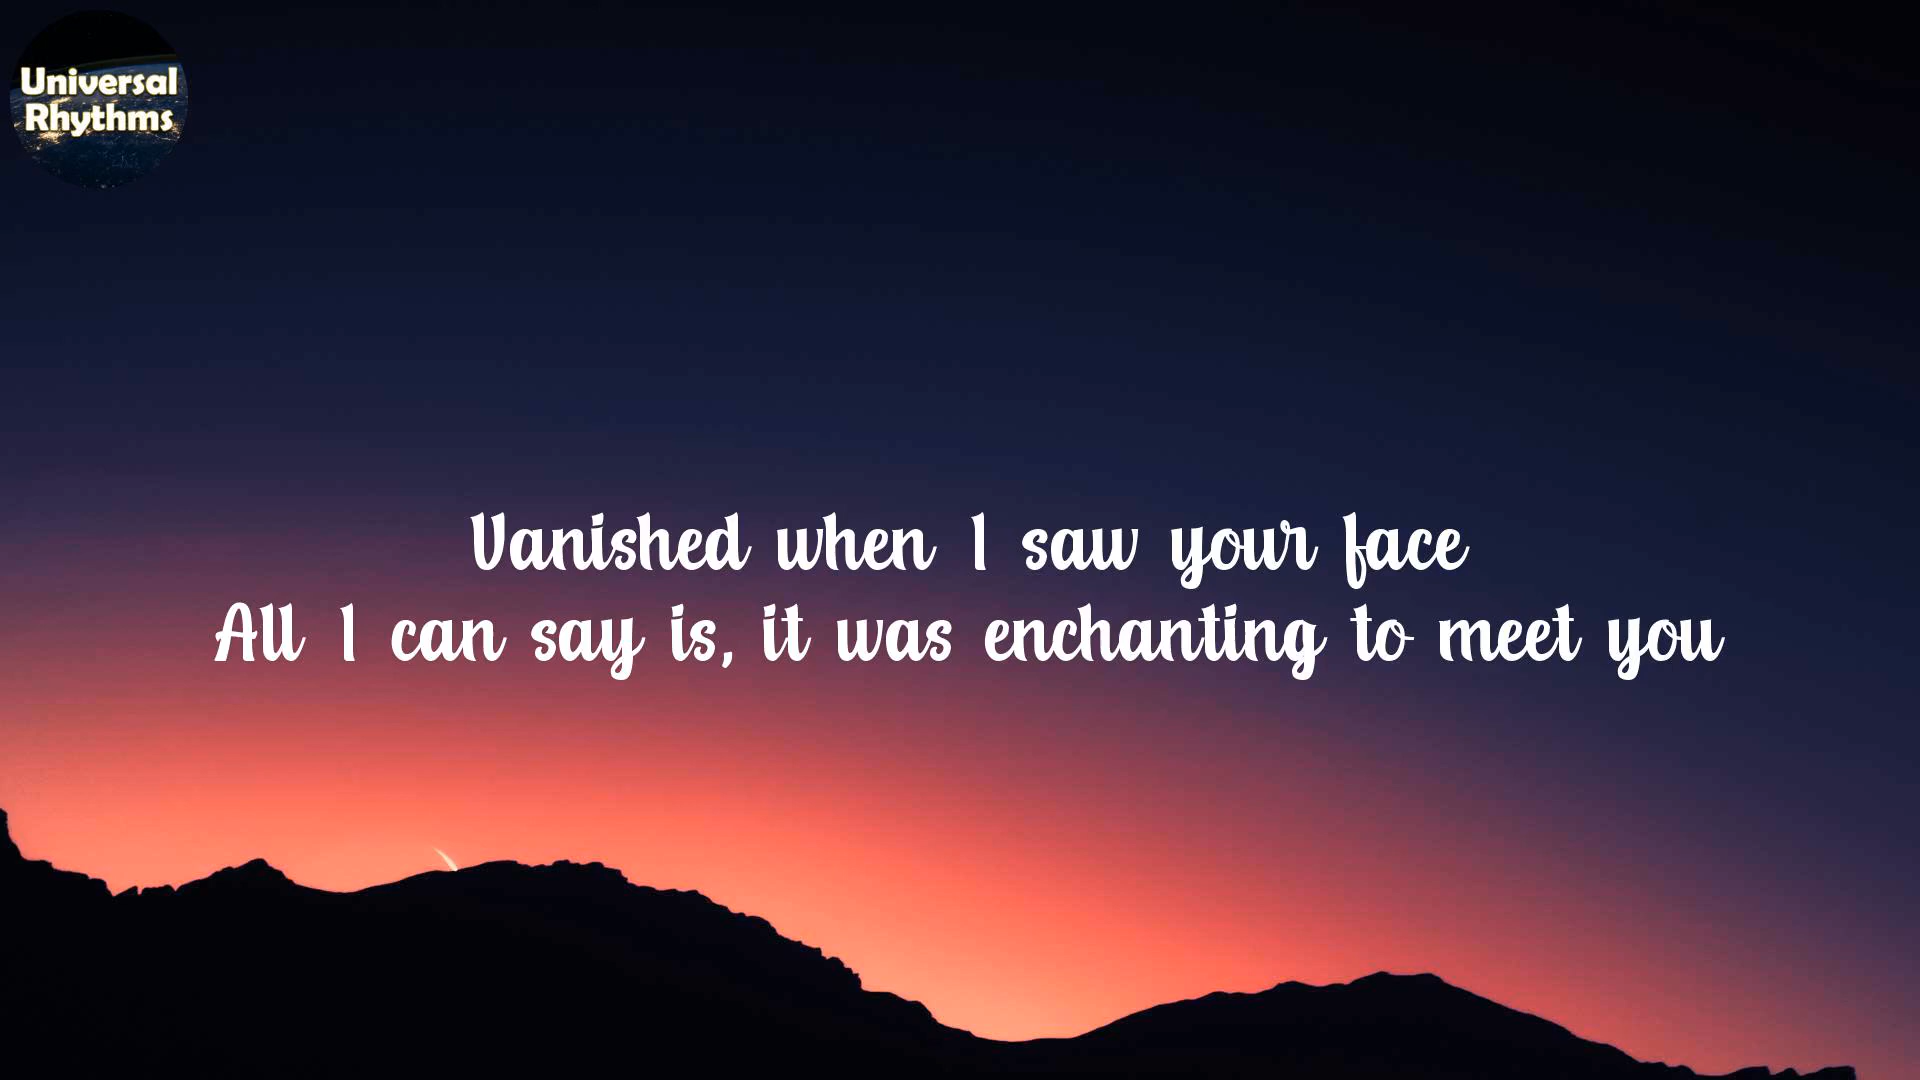 Universal
Rhythms
Vanished when I saw your face
All I can say is, it was enchanting to meet you